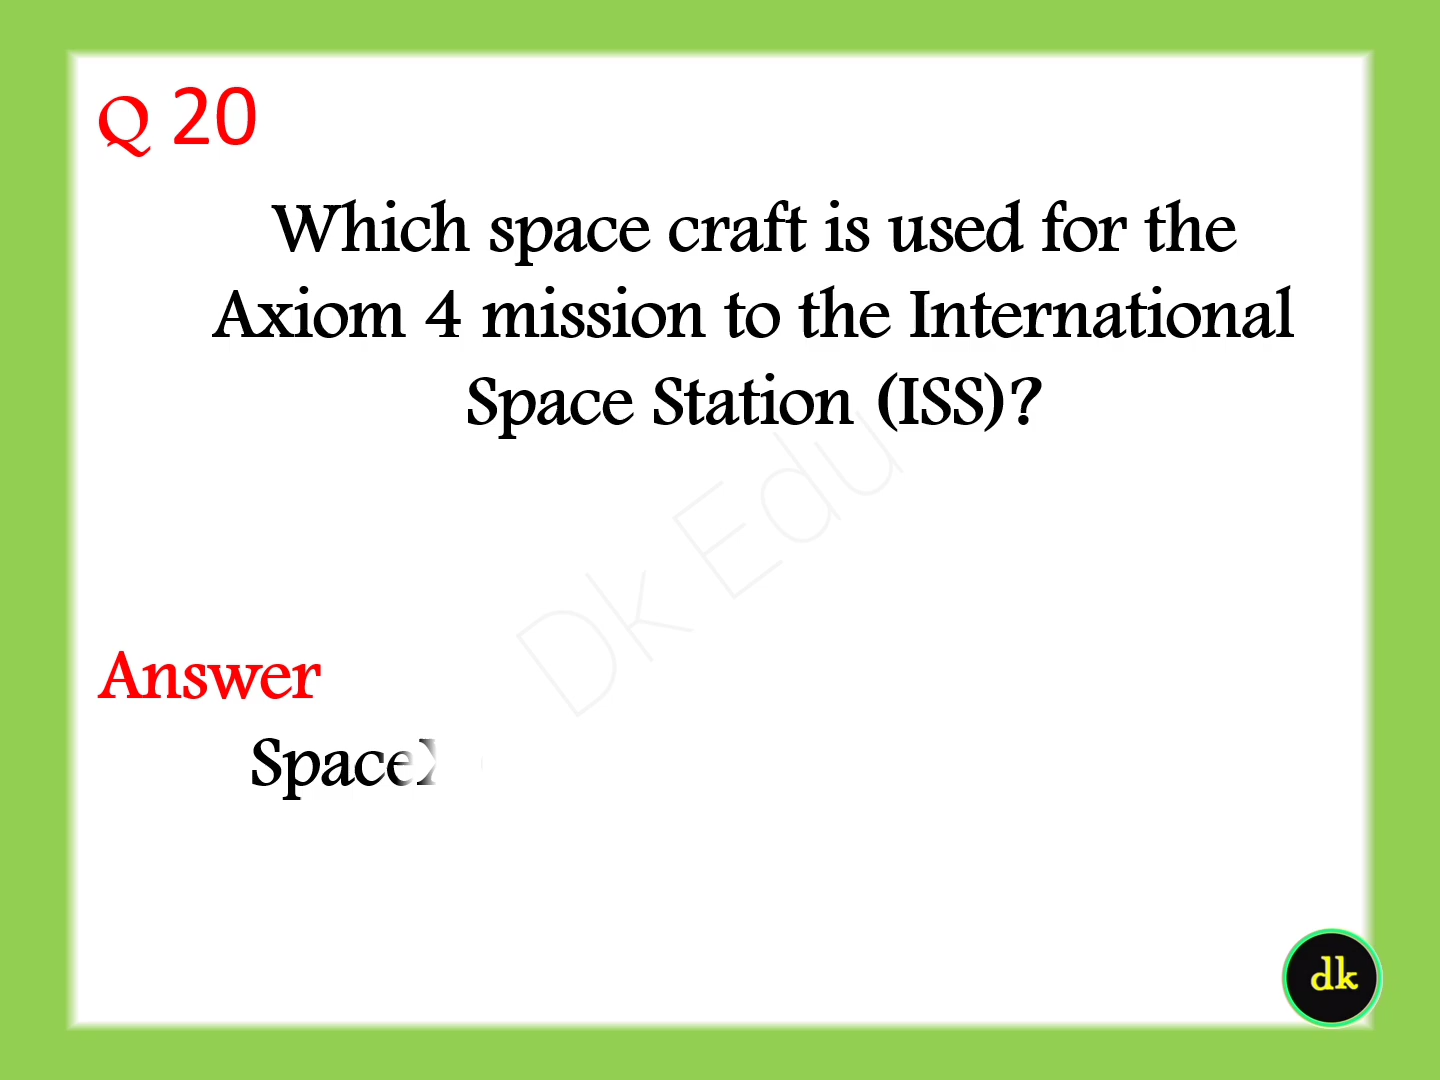 Q 20
Which space craft is used for the
Axiom 4 mission to the International
Space Station (ISS)?
Dk Edu
Answer
SpaceX
dk